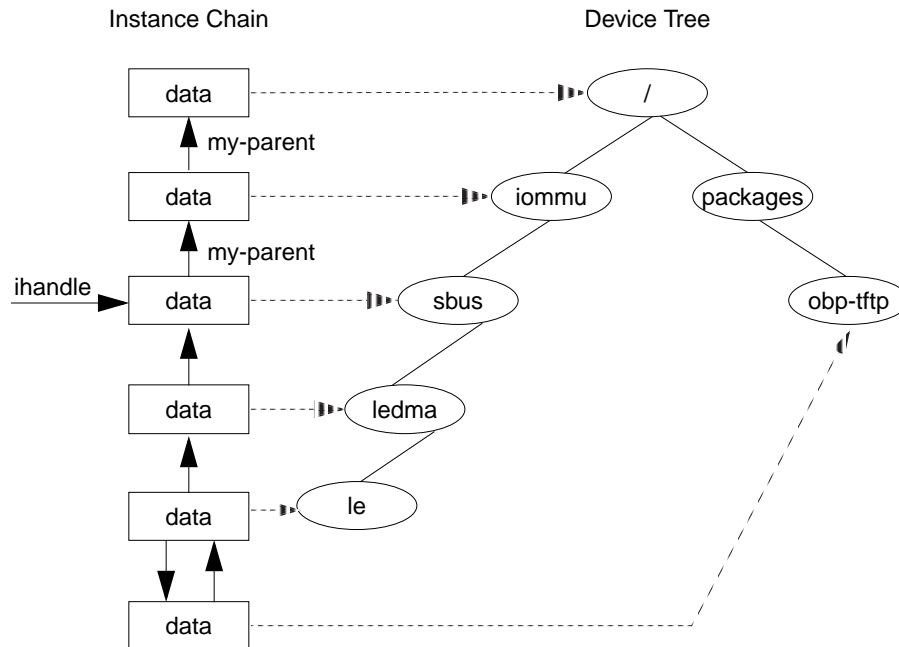 Instance Chain
Device Tree
data
/
my-parent
data
iommu
packages
my-parent
ihandle
data
sbus
obp-tftp
data
ledma
data
le
data